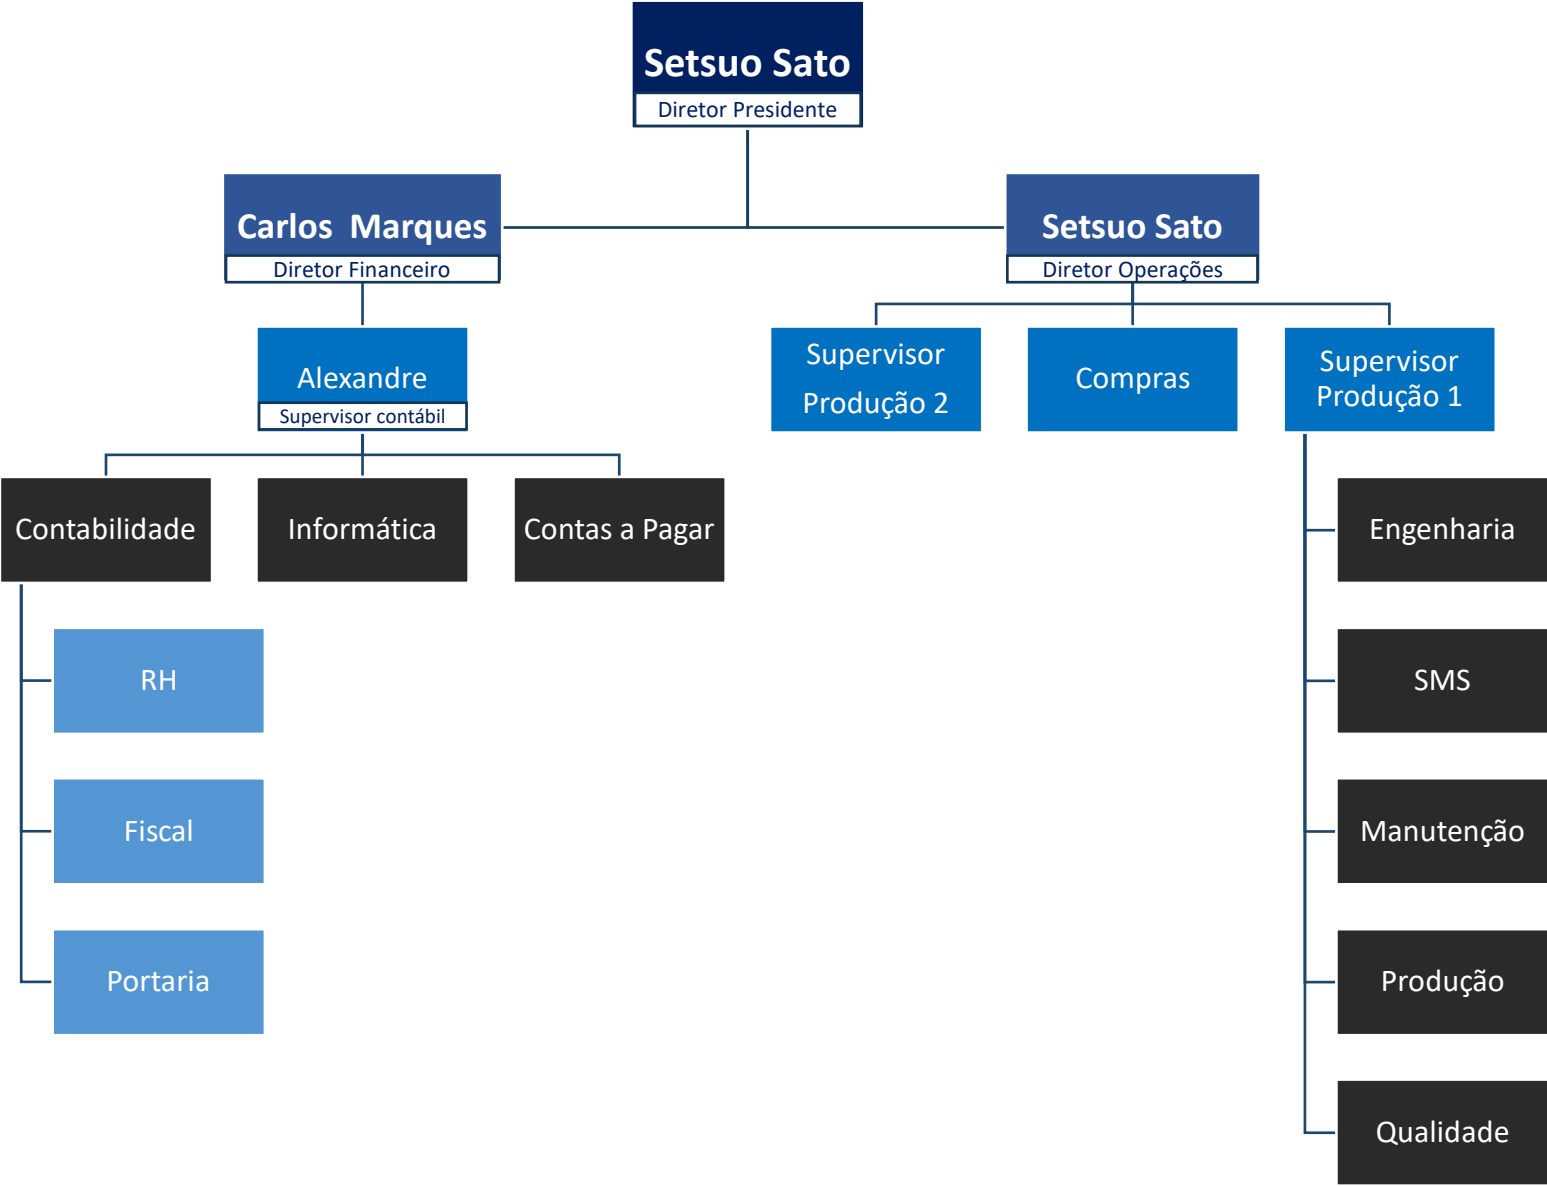 Setsuo Sato
Diretor Presidente
Carlos  Marques
Diretor Financeiro
Setsuo Sato
Diretor Operações
Alexandre
Supervisor contábil
Supervisor
Produção 2
Compras
Supervisor
Produção 1
Contabilidade
Informática
Contas a Pagar
Engenharia
RH
SMS
Fiscal
Manutenção
Portaria
Produção
Qualidade